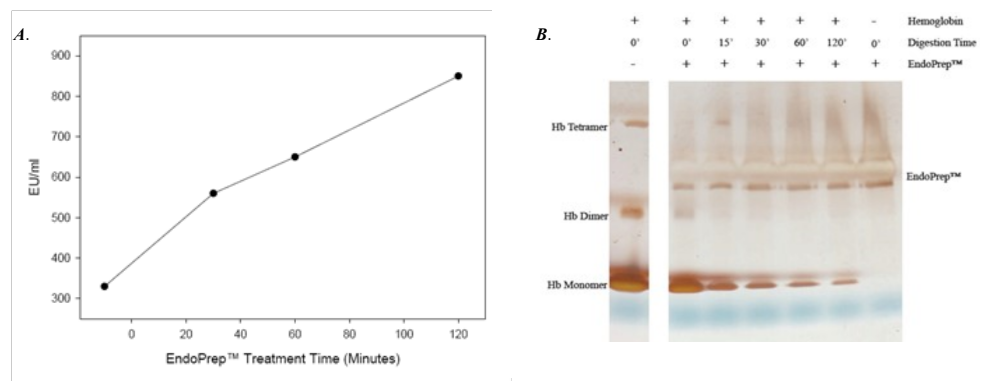 A.
900
800
700
600
500
400
300
EU/ml
0 20 40 60 80 100 120
EndoPrep™ Treatment Time (Minutes)
B.
+ + + + + + - Hemoglobin
0' 0' 15' 30' 60' 120' 0' Digestion Time
- + + + + + + EndoPrep™
Hb Tetramer
EndoPrep™
Hb Dimer
Hb Monomer